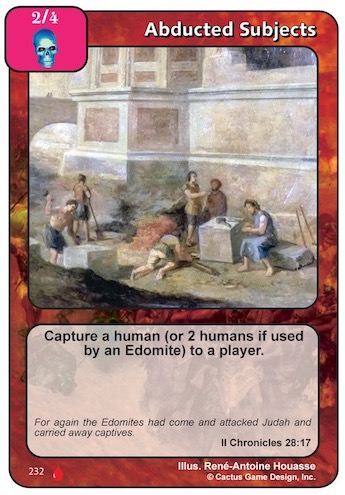 2/4
Abducted Subjects
Capture a human (or 2 humans if used
by an Edomite) to a player.
For again the Edomites had come and attacked Judah and
carried away captives.
II Chronicles 28:17
232
Illus. René-Antoine Houasse
© Cactus Game Design, Inc.